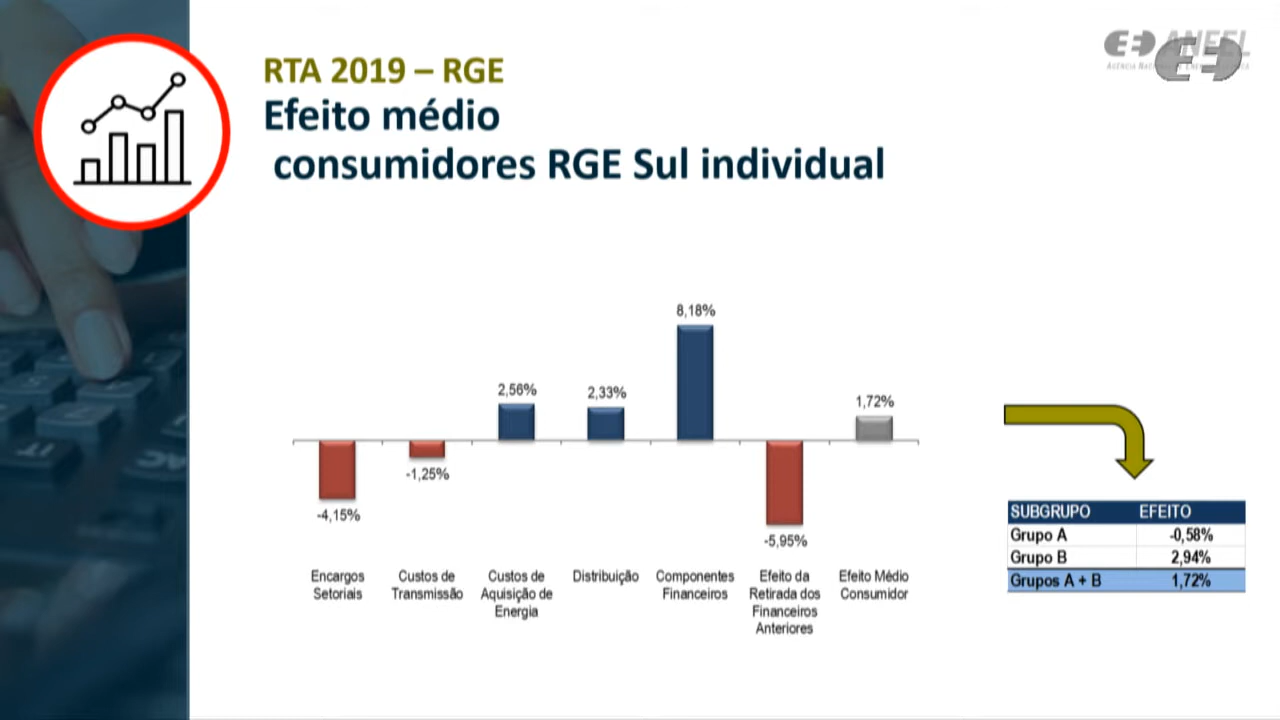 RTA 2019 – RGE
Efeito médio
consumidores RGE Sul individual
ANEEL
8,18%
2,56%
2,33%
1,72%
-1,25%
-4,15%
-5,95%
Encargos
Setoriais
Custos de
Transmissão
Custos de
Aquisição de
Energia
Distribuição
Componentes
Financeiros
Efeito da
Retirada dos
Financeiros
Anteriores
Efeito Médio
Consumidor
SUBGRUPO EFEITO
Grupo A -0,58%
Grupo B 2,94%
Grupos A + B 1,72%